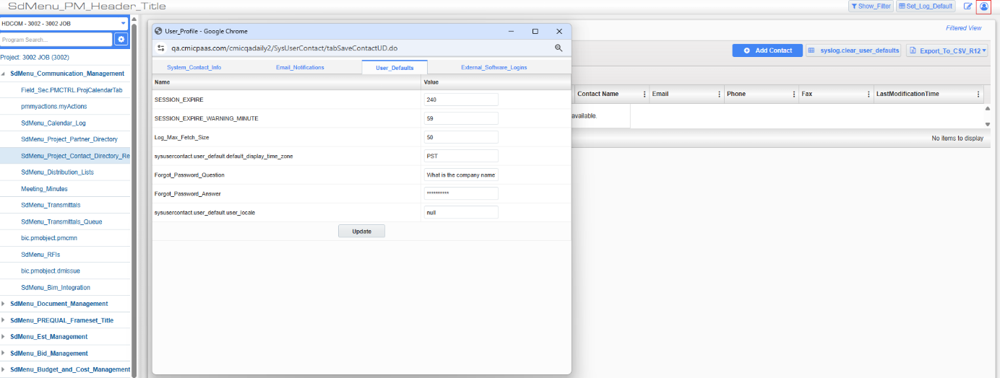 SdMenu_PM_Header_Title
Show_Filter
Set_Log_Default
HDCOM - 3002 - 3002 JOB
Program Search...
Project: 3002 JOB (3002)
SdMenu_Communication_Management
Field_Sec.PMCTRL.ProjCalendarTab
pmmyactions.myActions
SdMenu_Calendar_Log
SdMenu_Project_Partner_Directory
SdMenu_Project_Contact_Directory_Re
SdMenu_Distribution_Lists
Meeting_Minutes
SdMenu_Transmittals
SdMenu_Transmittals_Queue
bic.pmobject.pmcmn
SdMenu_RFIs
bic.pmobject.dmissue
SdMenu_Bim_Integration
SdMenu_Document_Management
SdMenu_PREQUAL_Frameset_Title
SdMenu_Est_Management
SdMenu_Bid_Management
SdMenu_Budget_and_Cost_Management
User_Profile - Google Chrome
qa.cmicpaas.com/cmicqadaily2/SysUserContact/tabSaveContactUD.do
System_Contact_Info Email_Notifications User_Defaults External_Software_Logins
Name Value
SESSION_EXPIRE 240
SESSION_EXPIRE_WARNING_MINUTE 59
Log_Max_Fetch_Size 50
sysusercontact.user_default.default_display_time_zone PST
Forgot_Password_Question What is the company name
Forgot_Password_Answer **********
sysusercontact.user_default.user_locale null
Update
Filtered View
Add Contact syslog.clear_user_defaults Export_To_CSV_R12
Contact Name Email Phone Fax LastModificationTime
available.
No items to display